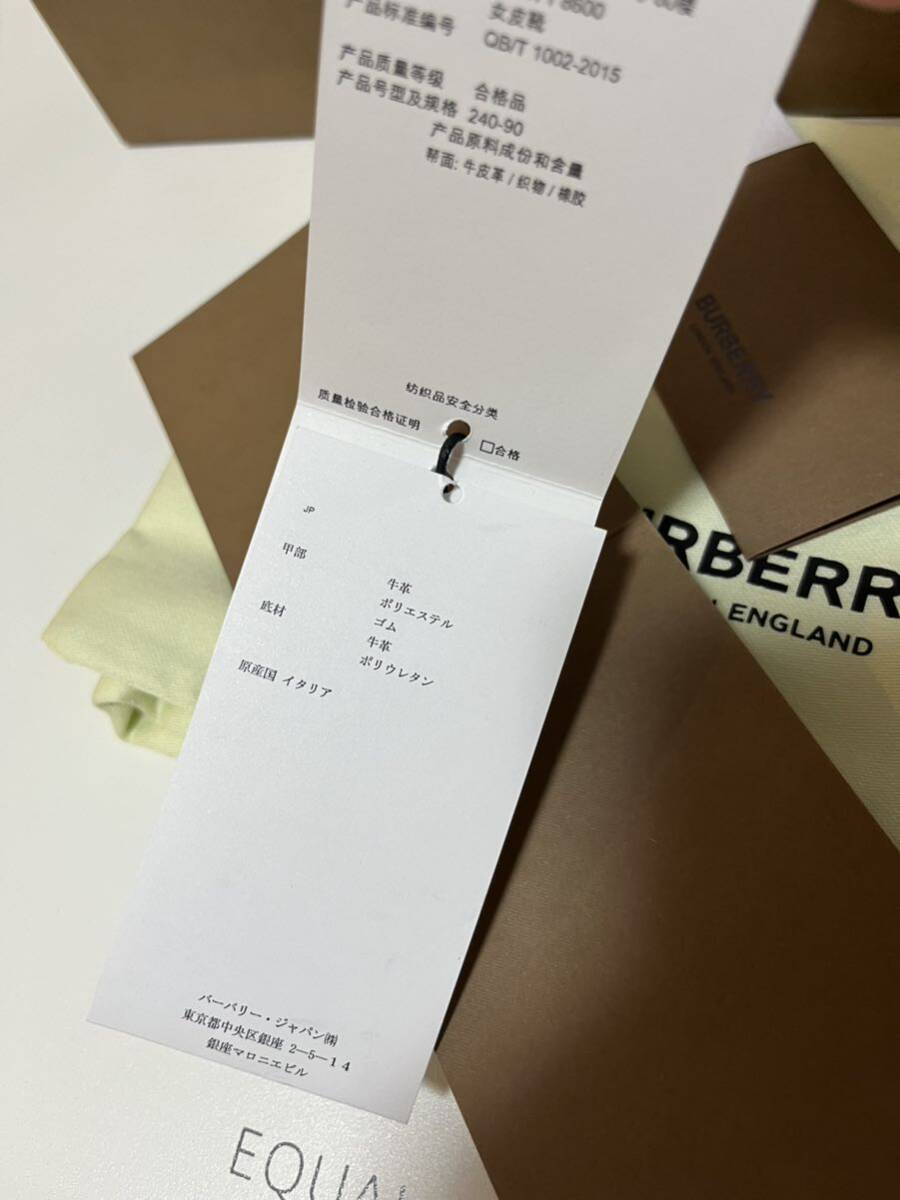 8600
产品标准编号 女皮靴
QB/T 1002-2015
产品质量等级 合格品
产品号型及规格 240-90
产品原料成份和含量
帮面: 牛皮革 / 织物 / 橡胶
纺织品安全分类
质量检验合格证明 □合格
JP
甲部 牛革
ポリエステル
底材 ゴム
牛革
ポリウレタン
原産国 イタリア
バーバリー・ジャパン㈱
東京都中央区銀座 2—5—14
銀座マロニエビル
BURBERRY
LONDON ENGLAND
URBERR
ENGLAND
EQUAL